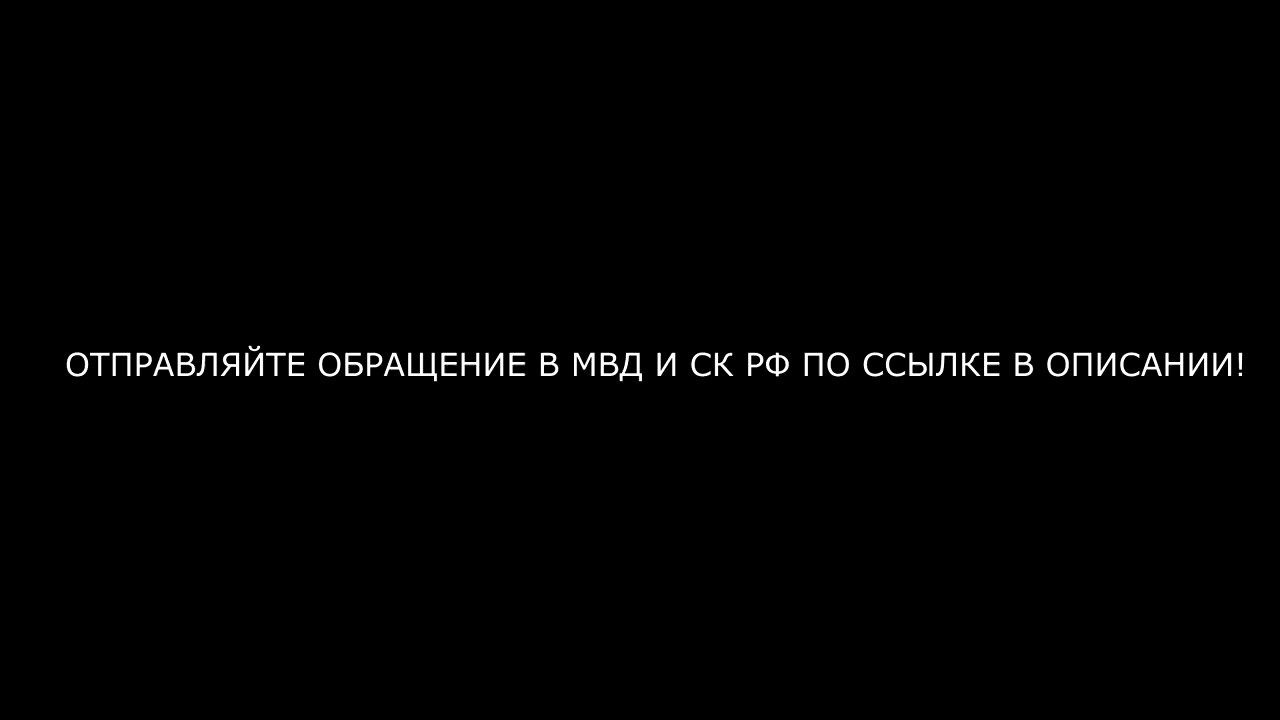 ОТПРАВЛЯЙТЕ ОБРАЩЕНИЕ В МВД И СК РФ ПО ССЫЛКЕ В ОПИСАНИИ!